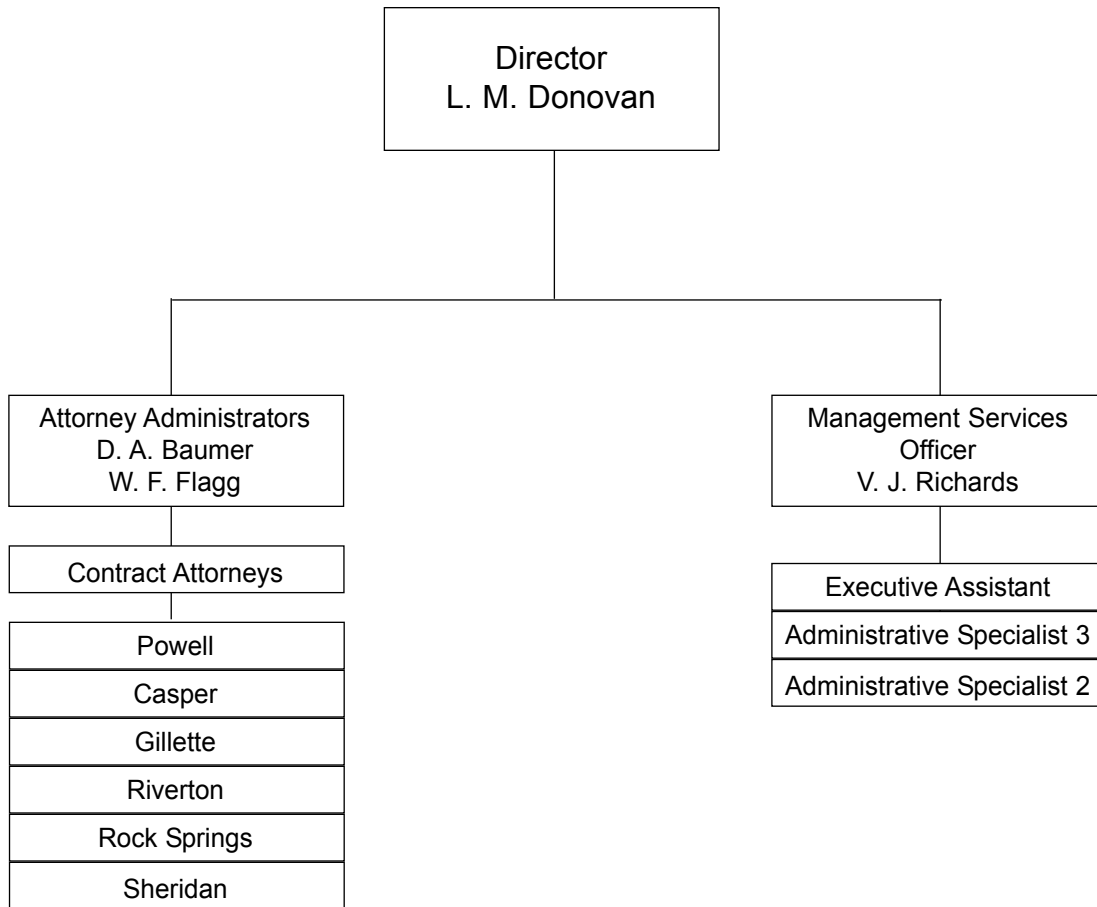 Director
L. M. Donovan
Attorney Administrators
D. A. Baumer
W. F. Flagg
Contract Attorneys
Powell
Casper
Gillette
Riverton
Rock Springs
Sheridan
Management Services
Officer
V. J. Richards
Executive Assistant
Administrative Specialist 3
Administrative Specialist 2